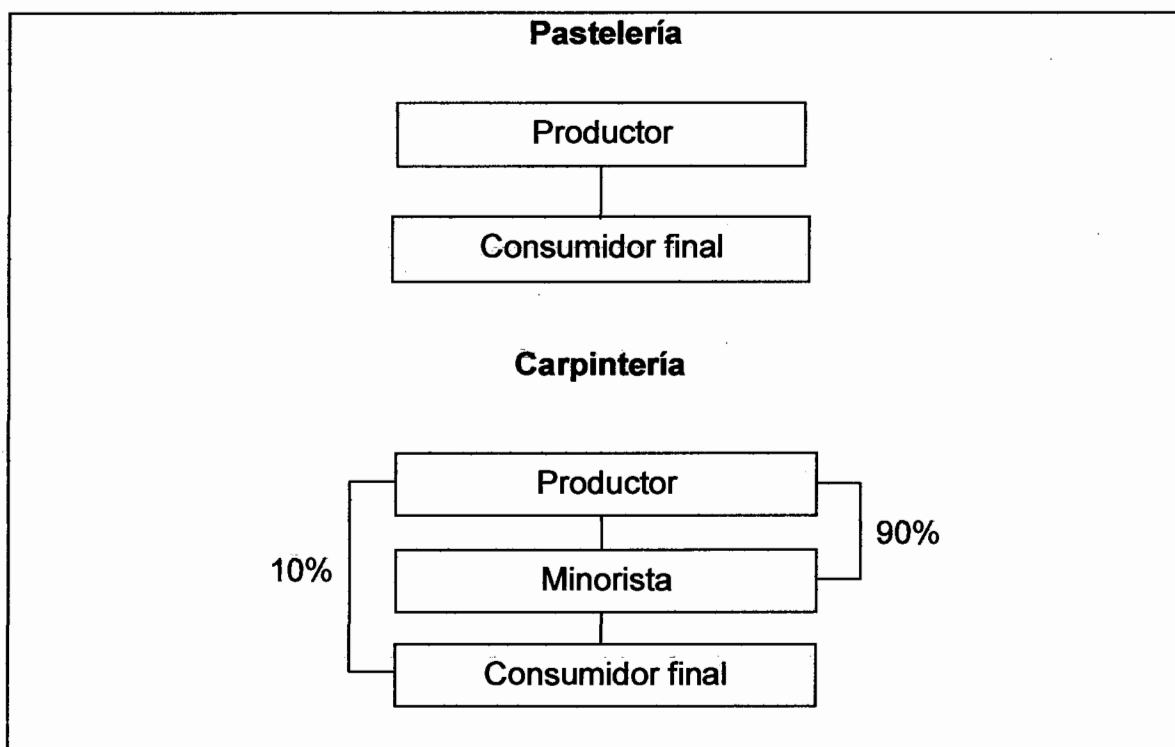 Pastelería
Productor
Consumidor final
Carpintería
Productor
90%
10%
Minorista
Consumidor final